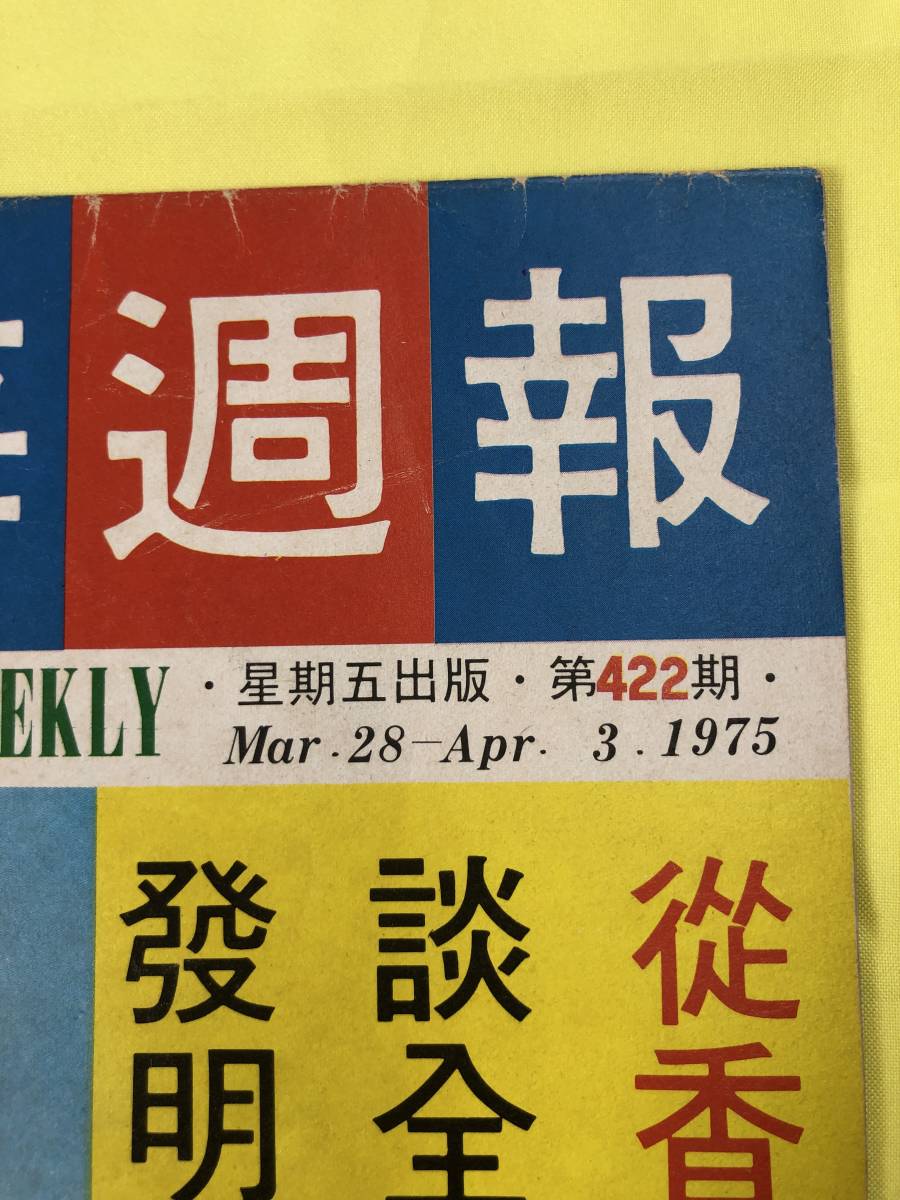 週報
EKLY
·星期五出版·第422期·
Mar.28-Apr. 3.1975
從香
談全
發明